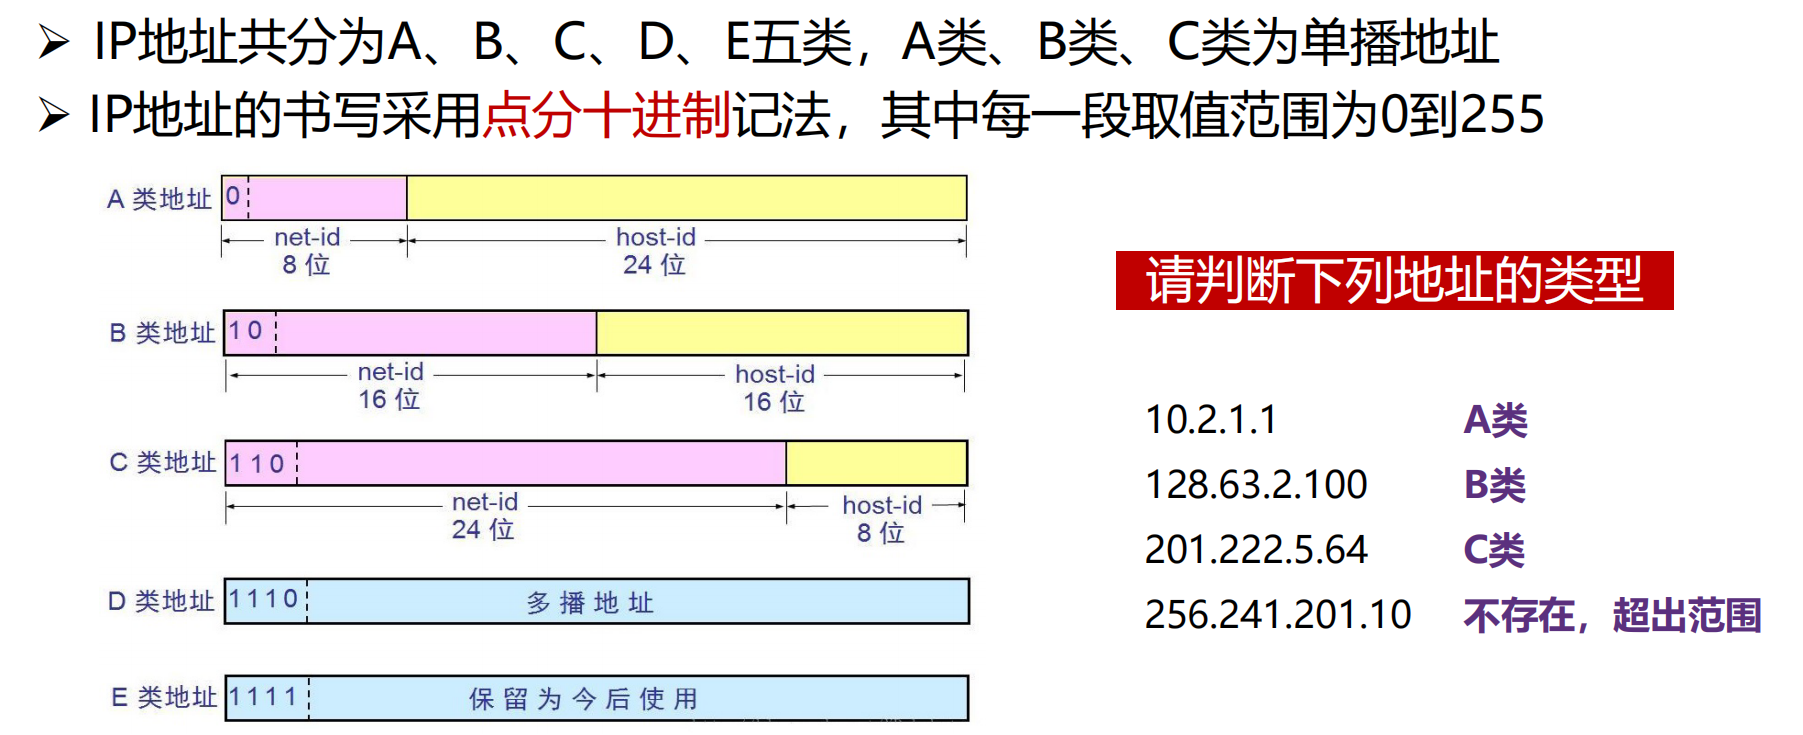 ➢ IP地址共分为A、B、C、D、E五类，A类、B类、C类为单播地址
➢ IP地址的书写采用点分十进制记法，其中每一段取值范围为0到255
A 类地址 0
net-id host-id
8 位 24 位
B 类地址 1 0
net-id host-id
16 位 16 位
C 类地址 1 1 0
net-id host-id
24 位 8 位
D 类地址 1 1 1 0 多播地址
E 类地址 1 1 1 1 保留为今后使用
请判断下列地址的类型
10.2.1.1 A类
128.63.2.100 B类
201.222.5.64 C类
256.241.201.10 不存在，超出范围